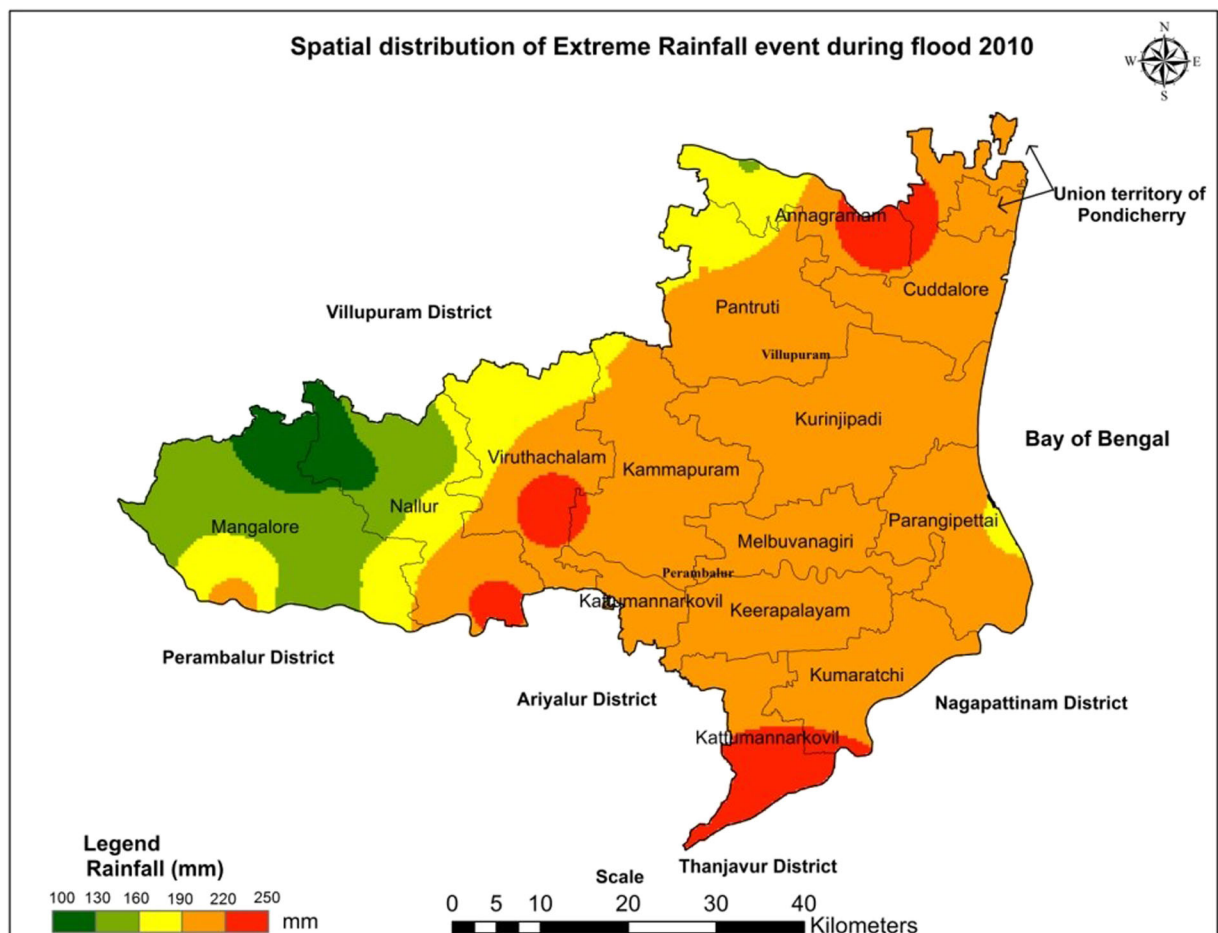 Spatial distribution of Extreme Rainfall event during flood 2010
N
W E
S
Union territory of
Pondicherry
Annagramam
Cuddalore
Pantruti
Villupuram District
Villupuram
Kurinjipadi
Bay of Bengal
Viruthachalam
Kammapuram
Nallur
Mangalore
Parangipettai
Melbuvanagiri
Perambalur
Kattumannarkovil
Keerapalayam
Perambalur District
Kumaratchi
Ariyalur District
Nagapattinam District
Kattumannarkovil
Thanjavur District
Legend
Rainfall (mm)
100 130 160 190 220 250
mm
Scale
0 5 10 20 30 40
Kilometers